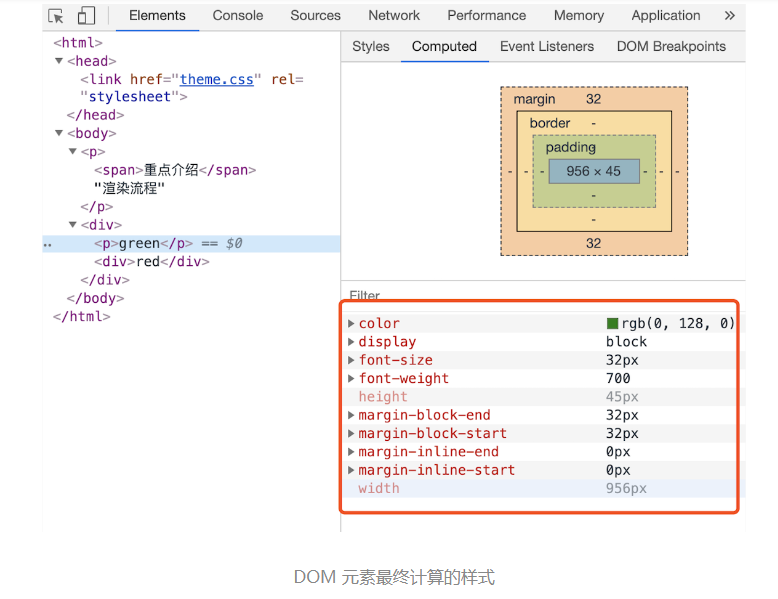 Elements Console Sources Network Performance Memory Application »
<html>
<head>
<link href="theme.css" rel=
"stylesheet">
</head>
<body>
<p>
<span>重点介绍</span>
"渲染流程"
</p>
<div>
<p>green</p> == $0
<div>red</div>
</div>
</body>
</html>
Styles Computed Event Listeners DOM Breakpoints
margin 32
border -
padding -
- - - 956 × 45 - - -
-
-
32
Filter
color rgb(0, 128, 0)
display block
font-size 32px
font-weight 700
height 45px
margin-block-end 32px
margin-block-start 32px
margin-inline-end 0px
margin-inline-start 0px
width 956px
DOM 元素最终计算的样式